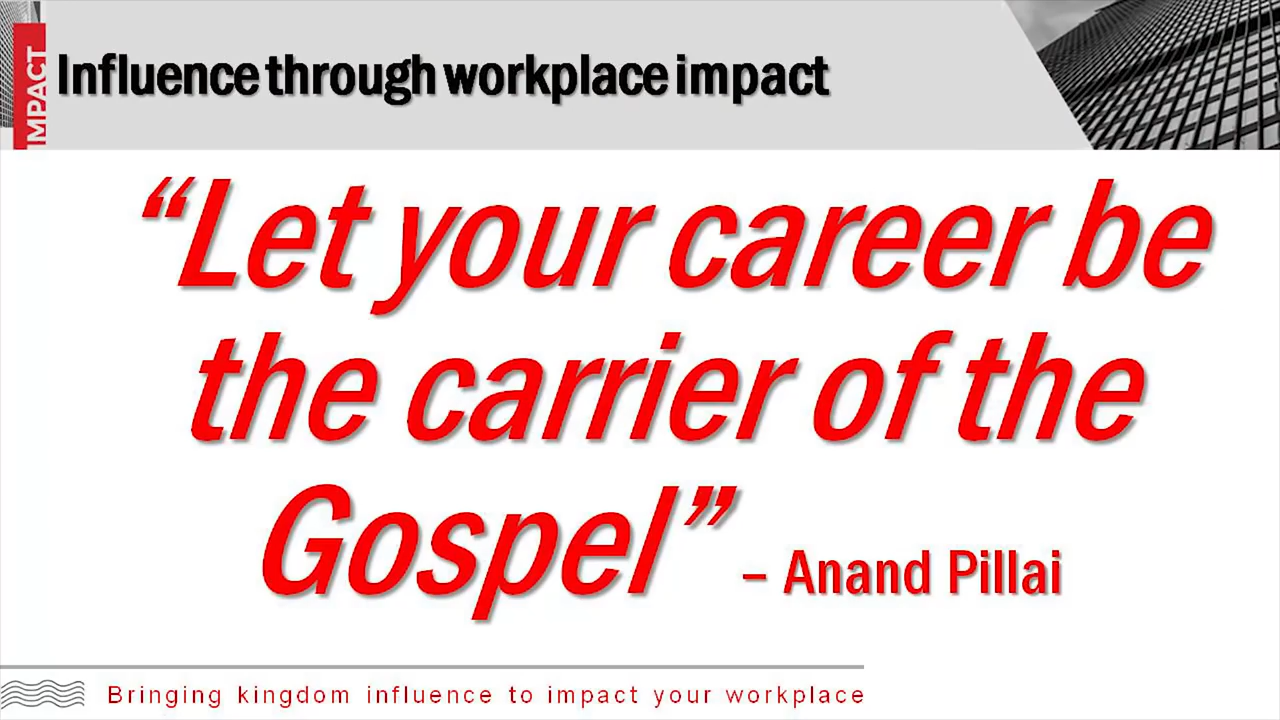 IMPACT
Influence through workplace impact
“Let your career be
the carrier of the
Gospel” – Anand Pillai
Bringing kingdom influence to impact your workplace